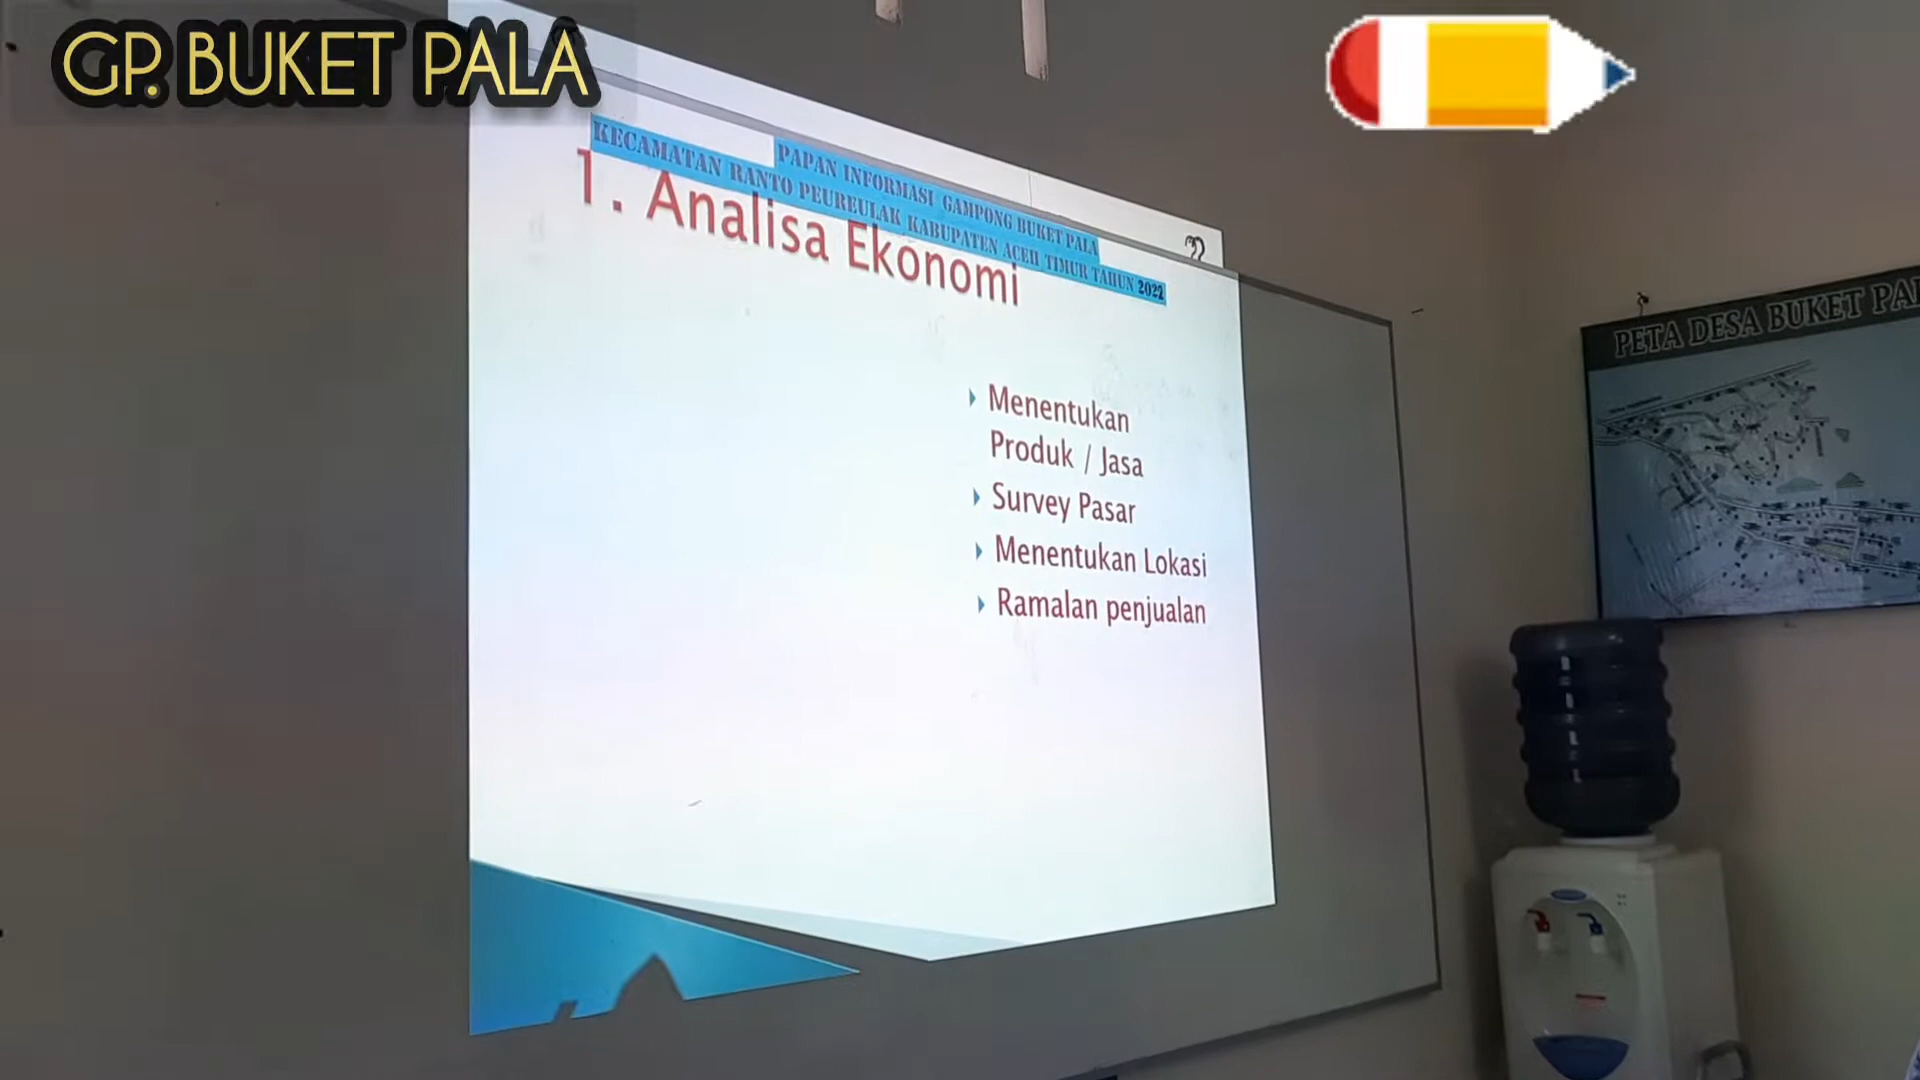 GP. BUKET PALA
PAPAN INFORMASI GAMPONG BUKET PALA
KECAMATAN RANTO PEUREULAK KABUPATEN ACEH TIMUR TAHUN 2022
1. Analisa Ekonomi
Menentukan
Produk / Jasa
Survey Pasar
Menentukan Lokasi
Ramalan penjualan
PETA DESA BUKET PAL